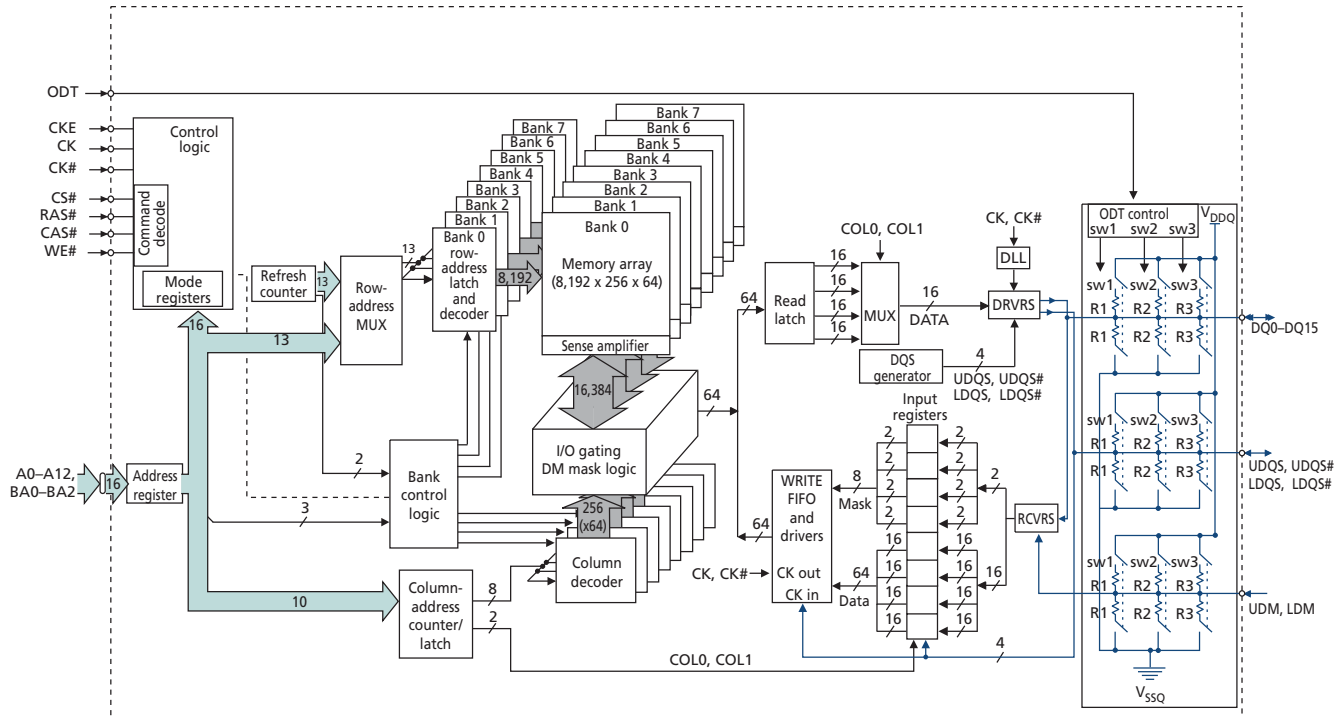 ODT
CKE
CK
CK#
CS#
RAS#
CAS#
WE#
Control
logic
Command
decode
Mode
registers
Refresh
counter
13
Row-
address
MUX
13
16
13
A0–A12,
BA0–BA2
16
Address
register
2
3
10
Bank
control
logic
Column-
address
counter/
latch
8
2
COL0, COL1
Bank 7
Bank 6
Bank 5
Bank 4
Bank 3
Bank 2
Bank 1
Bank 0
row-
address
latch
and
decoder
8,192
Bank 7
Bank 6
Bank 5
Bank 4
Bank 3
Bank 2
Bank 1
Bank 0
Memory array
(8,192 x 256 x 64)
Sense amplifier
16,384
I/O gating
DM mask logic
256
(x64)
Column
decoder
64
64
64
Read
latch
16
16
16
16
COL0, COL1
MUX
16
DATA
CK, CK#
DLL
DRVRS
DQS
generator
4
UDQS, UDQS#
LDQS, LDQS#
Input
registers
2
2
2
2
16
16
16
16
2
2
2
2
16
16
16
16
8
Mask
64
Data
WRITE
FIFO
and
drivers
CK out
CK in
CK, CK#
2
16
RCVRS
4
ODT control
VDDQ
sw1 sw2 sw3
sw1 sw2 sw3
R1 R2 R3
R1 R2 R3
DQ0–DQ15
sw1 sw2 sw3
R1 R2 R3
R1 R2 R3
UDQS, UDQS#
LDQS, LDQS#
sw1 sw2 sw3
R1 R2 R3
R1 R2 R3
UDM, LDM
VSSQ